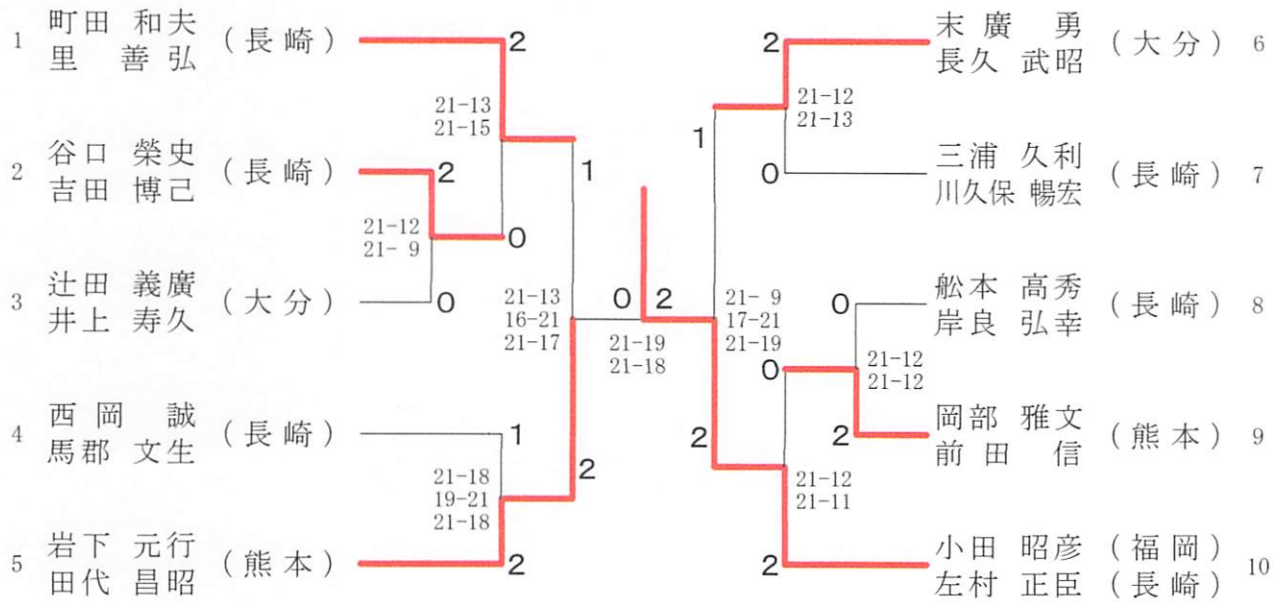 1 町田 和夫 (長崎)
里 善弘
2
21-13
21-15
2 谷口 榮史 (長崎)
吉田 博己
2
21-12
21- 9
0
3 辻田 義廣 (大分)
井上 寿久
0
1
21-13
16-21
21-17
4 西岡 誠 (長崎)
馬郡 文生
1
21-18
19-21
21-18
2
5 岩下 元行 (熊本)
田代 昌昭
2
0 2
21-19
21-18
2
末廣 勇 (大分) 6
長久 武昭
21-12
21-13
1
0
三浦 久利 (長崎) 7
川久保 暢宏
21- 9
17-21
21-19
0
舩本 高秀 (長崎) 8
岸良 弘幸
21-12
21-12
0
2
岡部 雅文 (熊本) 9
前田 信
2
21-12
21-11
2
小田 昭彦 (福岡) 10
左村 正臣 (長崎)